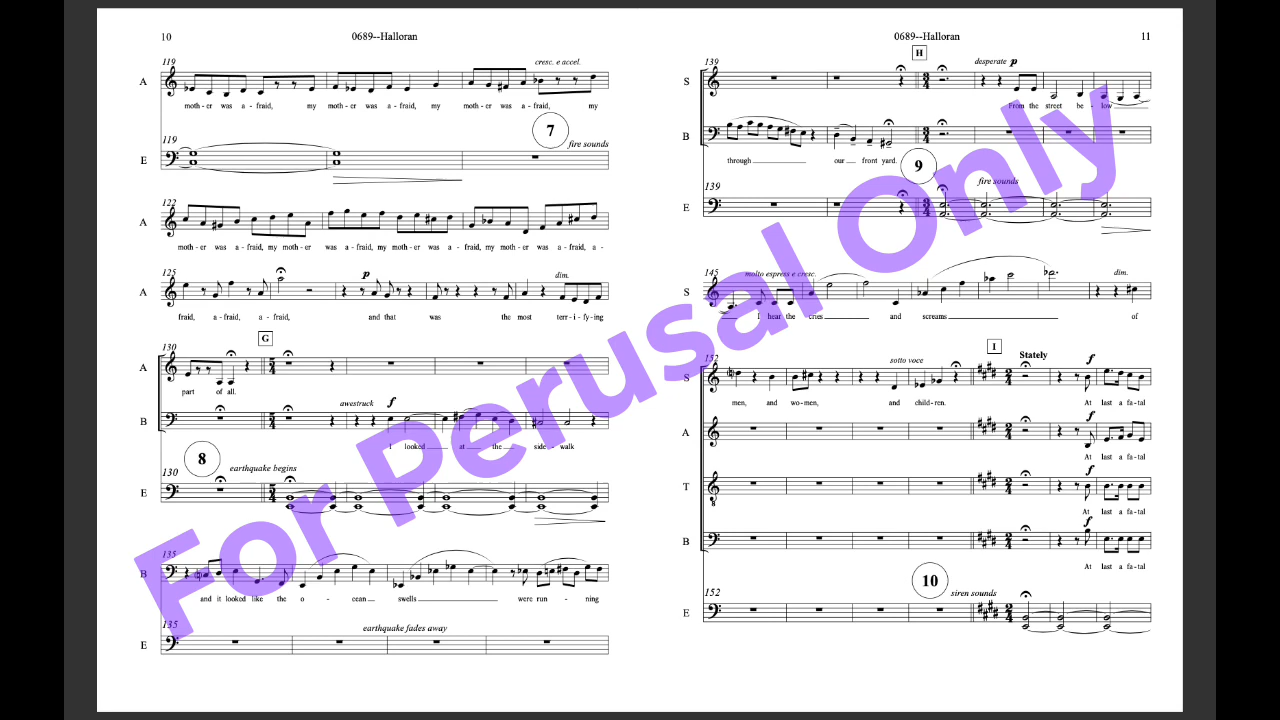 10
0689--Halloran
119
cresc. e accel.
A
moth - er was a - fraid, my moth - er was a - fraid, my moth - er was a - fraid, my
7
119
fire sounds
E
122
A
moth - er was a - fraid, my moth - er was a - fraid, my moth - er was a - fraid, my moth - er was a - fraid, a -
125
p
dim.
A
fraid, a-fraid, a - fraid, and that was the most terr - i - fy-ing
G
130
A
part of all.
awestruck
f
B
I looked at the side - walk
8
130
earthquake begins
E
135
B
and it looked like the o - cean swells were run - ning
135
earthquake fades away
E
0689--Halloran
11
H
139
desperate p
S
From the street be - low
B
through our front yard.
9
139
fire sounds
E
145
molto espress e cresc.
dim.
S
I hear the cries and screams of
I
152
sotto voce
Stately
f
S
men, and wo-men, and child-ren. At last a fa-tal
A
f
At last a fa-tal
T
f
8
At last a fa-tal
B
f
At last a fa-tal
10
152
siren sounds
E
For Perusal Only